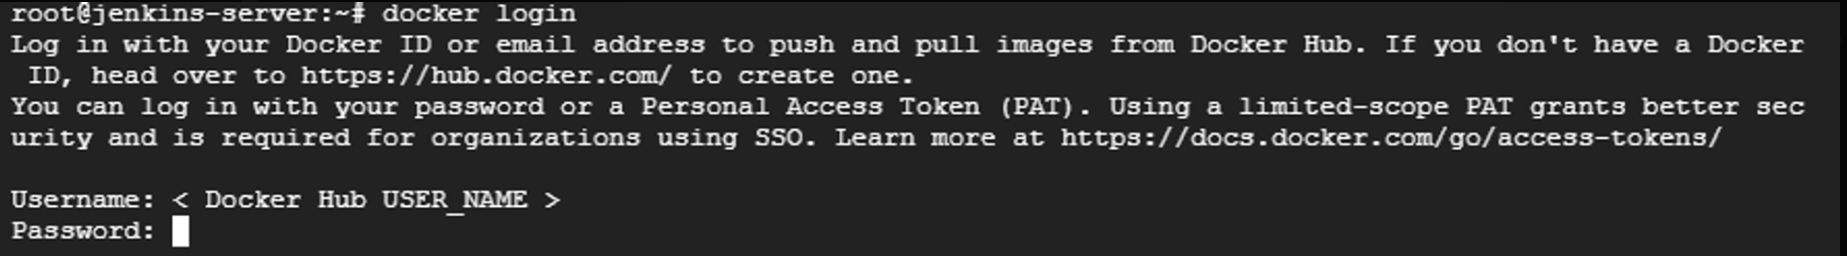 root@jenkins-server:~# docker login
Log in with your Docker ID or email address to push and pull images from Docker Hub. If you don't have a Docker
 ID, head over to https://hub.docker.com/ to create one.
You can log in with your password or a Personal Access Token (PAT). Using a limited-scope PAT grants better sec
urity and is required for organizations using SSO. Learn more at https://docs.docker.com/go/access-tokens/
Username: < Docker Hub USER_NAME >
Password: